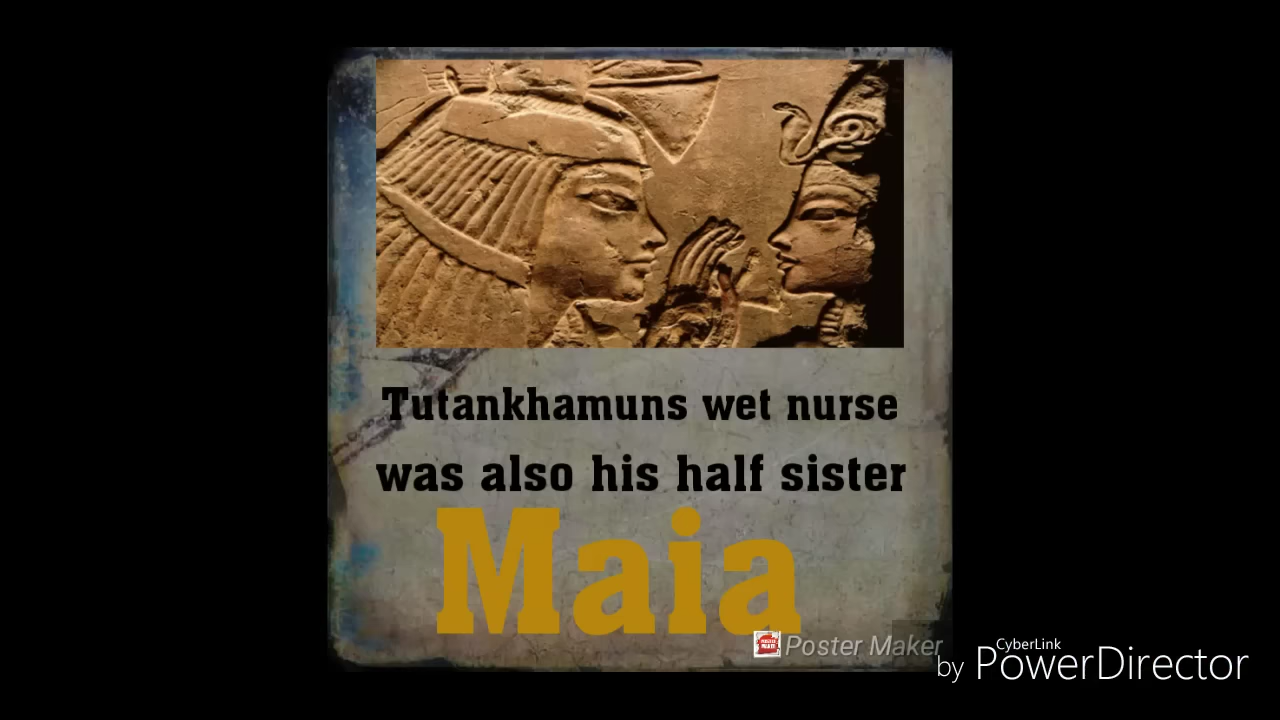 Tutankhamuns wet nurse
was also his half sister
Maia
Poster Maker
CyberLink
by PowerDirector